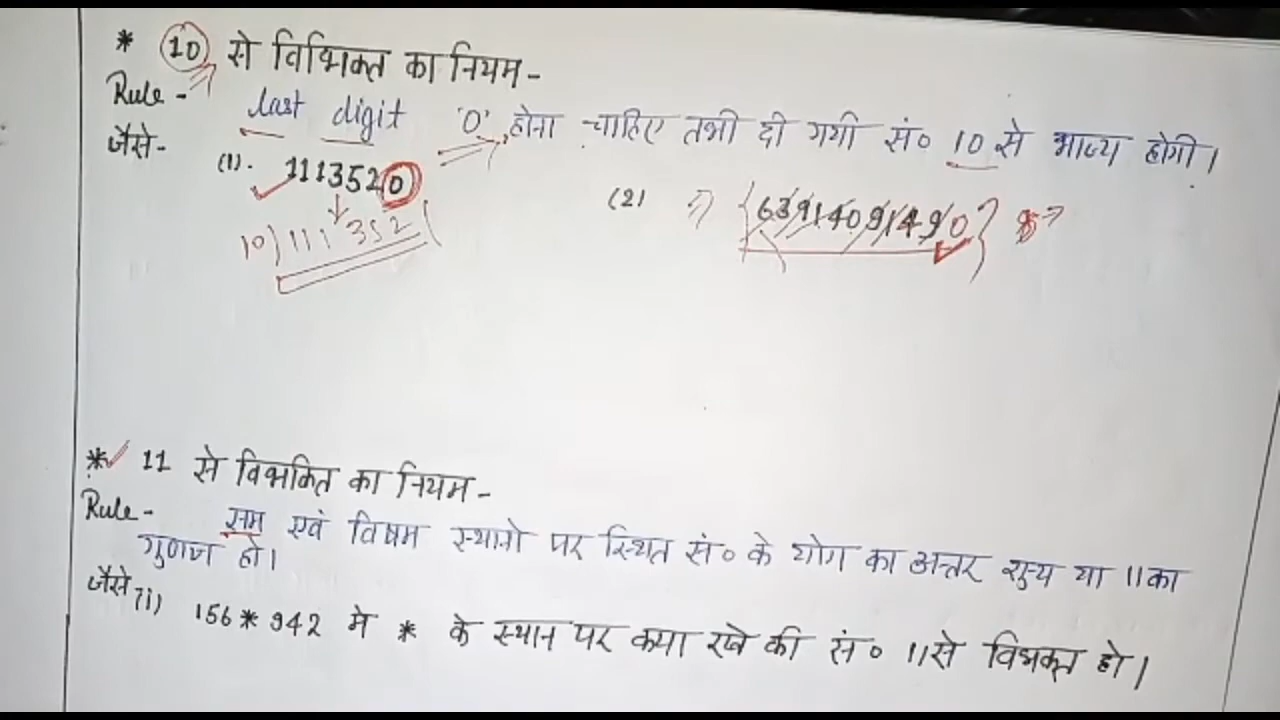 * 10 से विभिक्त का नियम-
Rule - last digit '0' होना चाहिए तभी दी गयी सं० 10 से भाज्य होगी।
जैसे- (1). 1113520 (2) 63914091490
10) 111352
* 11 से विभक्ति का नियम-
Rule- सम एवं विषम स्थानो पर स्थित सं० के योग का अन्तर शुन्य या 11 का
गुणज हो।
जैसे (i) 156*942 मे * के स्थान पर क्या रखे की सं० 11 से विभक्त हो।